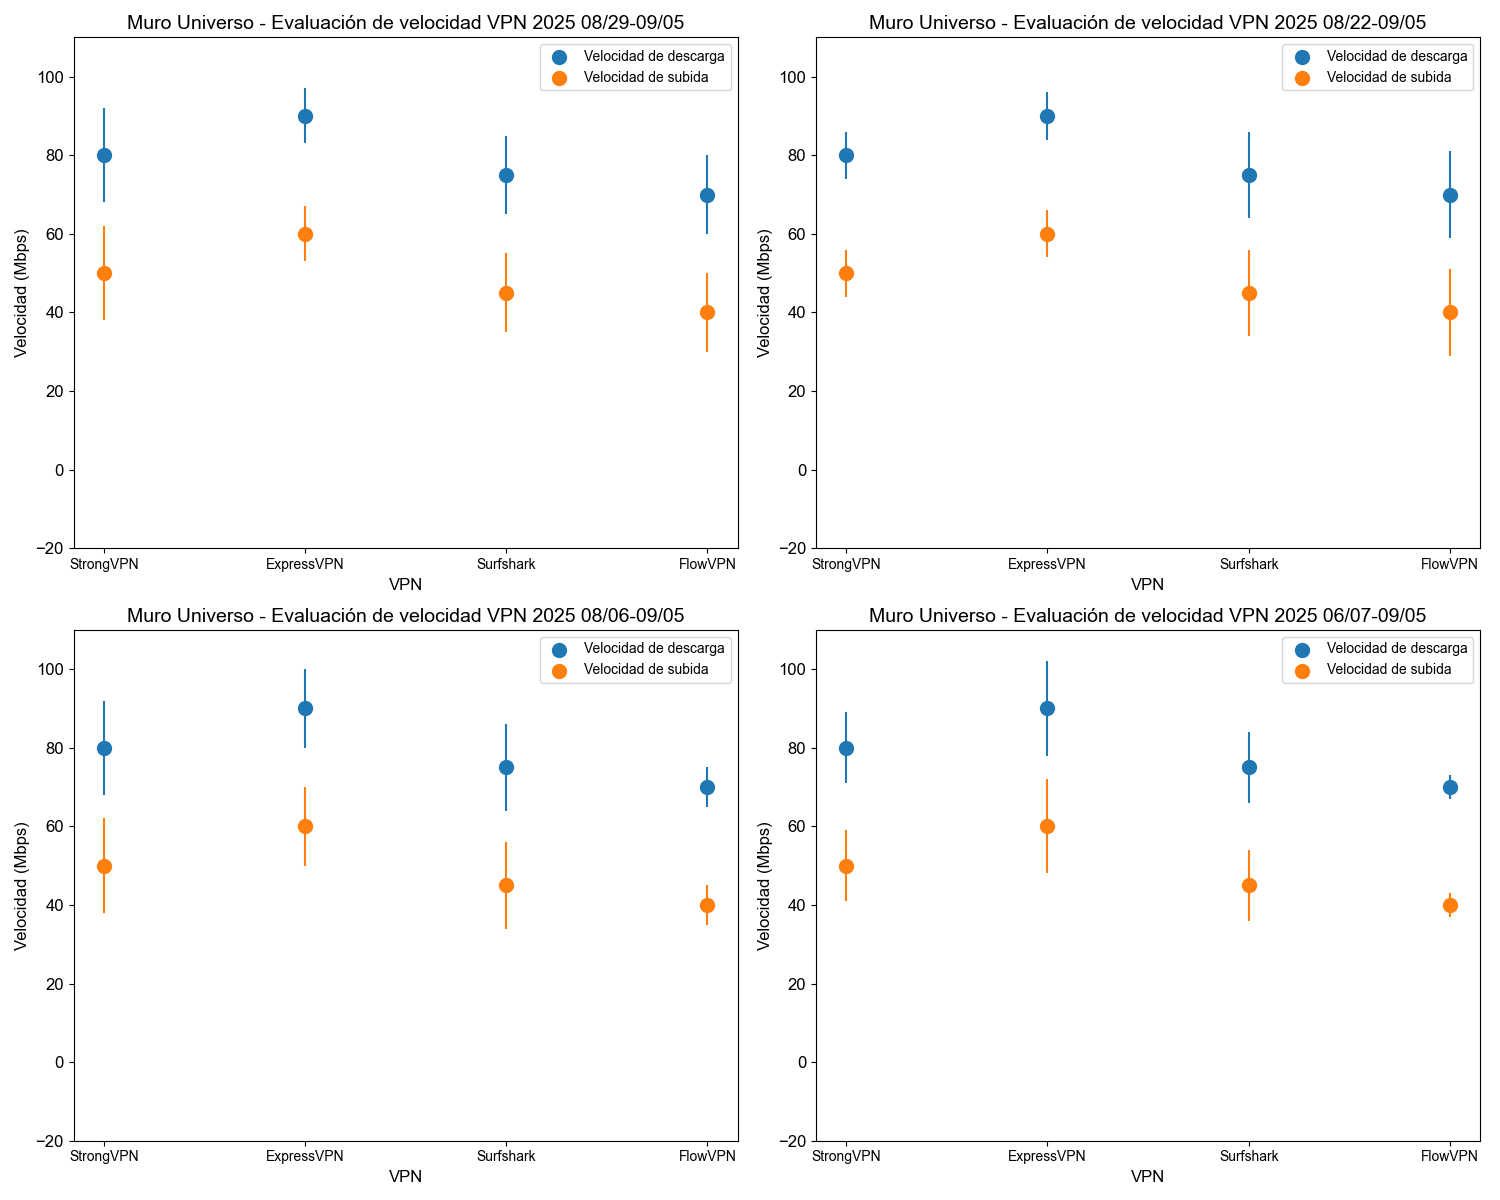 Muro Universo - Evaluación de velocidad VPN 2025 08/29-09/05
Velocidad de descarga
Velocidad de subida
Velocidad (Mbps)
100
80
60
40
20
0
−20
StrongVPN ExpressVPN Surfshark FlowVPN
VPN
Muro Universo - Evaluación de velocidad VPN 2025 08/22-09/05
Velocidad de descarga
Velocidad de subida
Velocidad (Mbps)
100
80
60
40
20
0
−20
StrongVPN ExpressVPN Surfshark FlowVPN
VPN
Muro Universo - Evaluación de velocidad VPN 2025 08/06-09/05
Velocidad de descarga
Velocidad de subida
Velocidad (Mbps)
100
80
60
40
20
0
−20
StrongVPN ExpressVPN Surfshark FlowVPN
VPN
Muro Universo - Evaluación de velocidad VPN 2025 06/07-09/05
Velocidad de descarga
Velocidad de subida
Velocidad (Mbps)
100
80
60
40
20
0
−20
StrongVPN ExpressVPN Surfshark FlowVPN
VPN